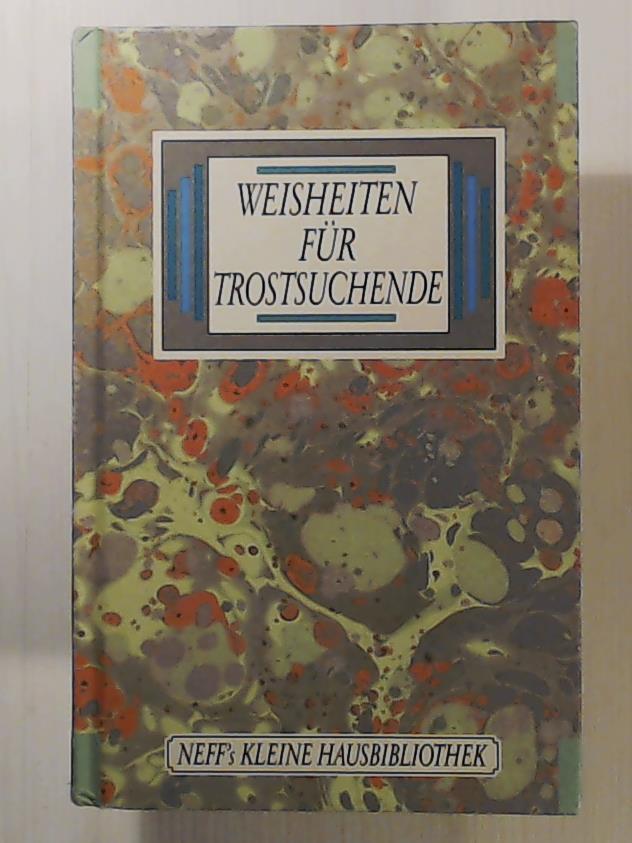 WEISHEITEN
FÜR
TROSTSUCHENDE
NEFF's KLEINE HAUSBIBLIOTHEK